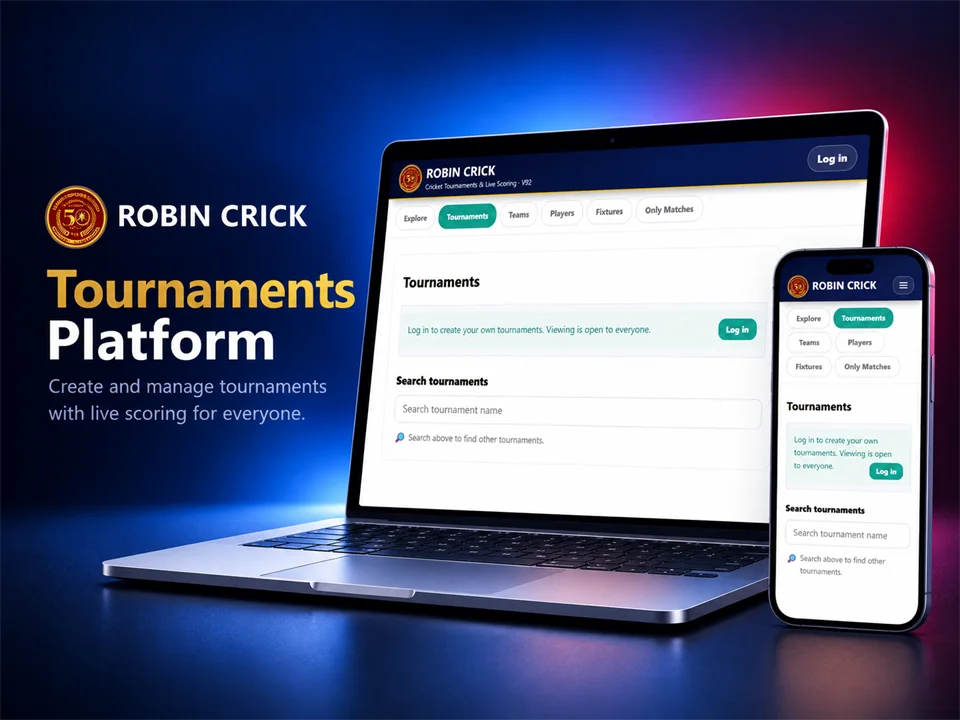 ROBIN CRICK
Tournaments
Platform
Create and manage tournaments
with live scoring for everyone.
50
ROBIN CRICK
Cricket Tournaments & Live Scoring · V92
Log in
Explore
Tournaments
Teams
Players
Fixtures
Only Matches
Tournaments
Log in to create your own tournaments. Viewing is open to everyone.
Log in
Search tournaments
Search tournament name
🔎 Search above to find other tournaments.
ROBIN CRICK
Explore
Tournaments
Teams
Players
Fixtures
Only Matches
Tournaments
Log in to create your own
tournaments. Viewing is open
to everyone.
Log in
Search tournaments
Search tournament name
🔎 Search above to find other
tournaments.